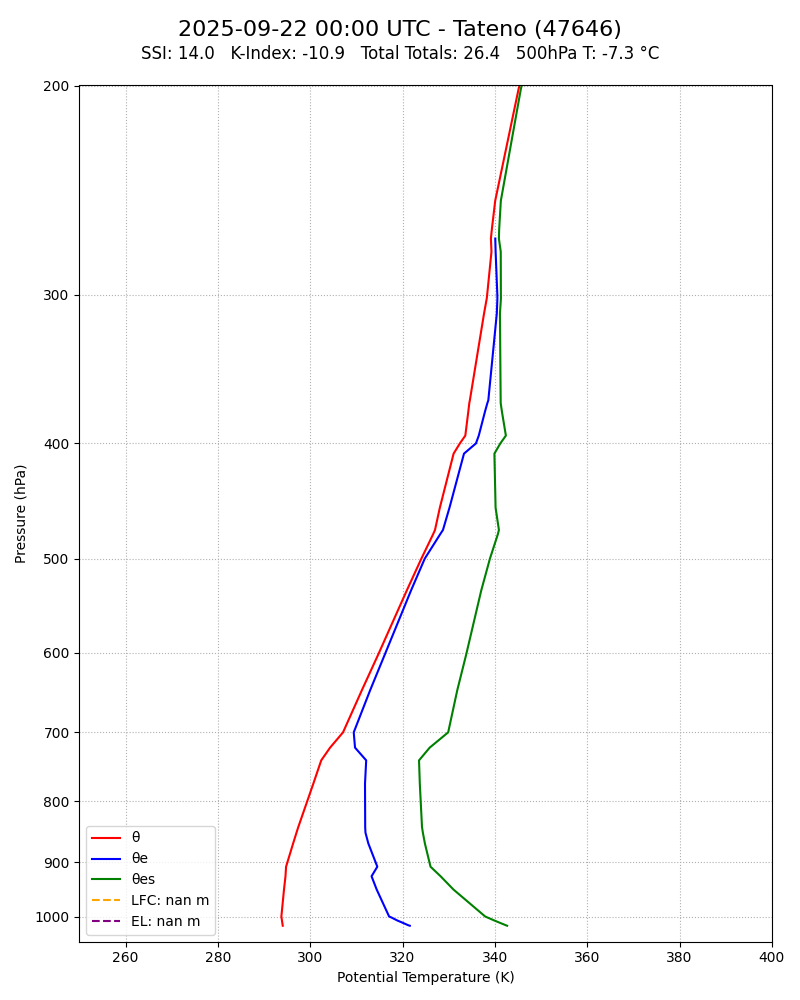 2025-09-22 00:00 UTC - Tateno (47646)
SSI: 14.0   K-Index: -10.9   Total Totals: 26.4   500hPa T: -7.3 °C
200
300
400
500
600
700
800
900
1000
Pressure (hPa)
θ
θe
θes
LFC: nan m
EL: nan m
260 280 300 320 340 360 380 400
Potential Temperature (K)